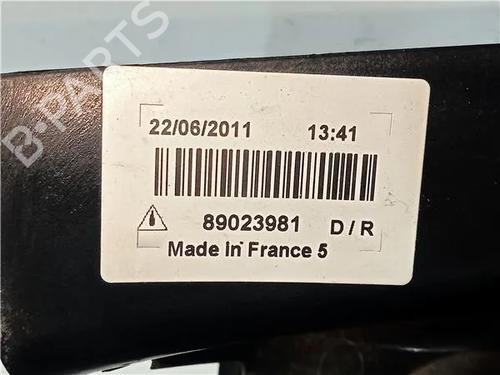 B-PARTS
22/06/2011 13:41
89023981 D/R
Made in France 5